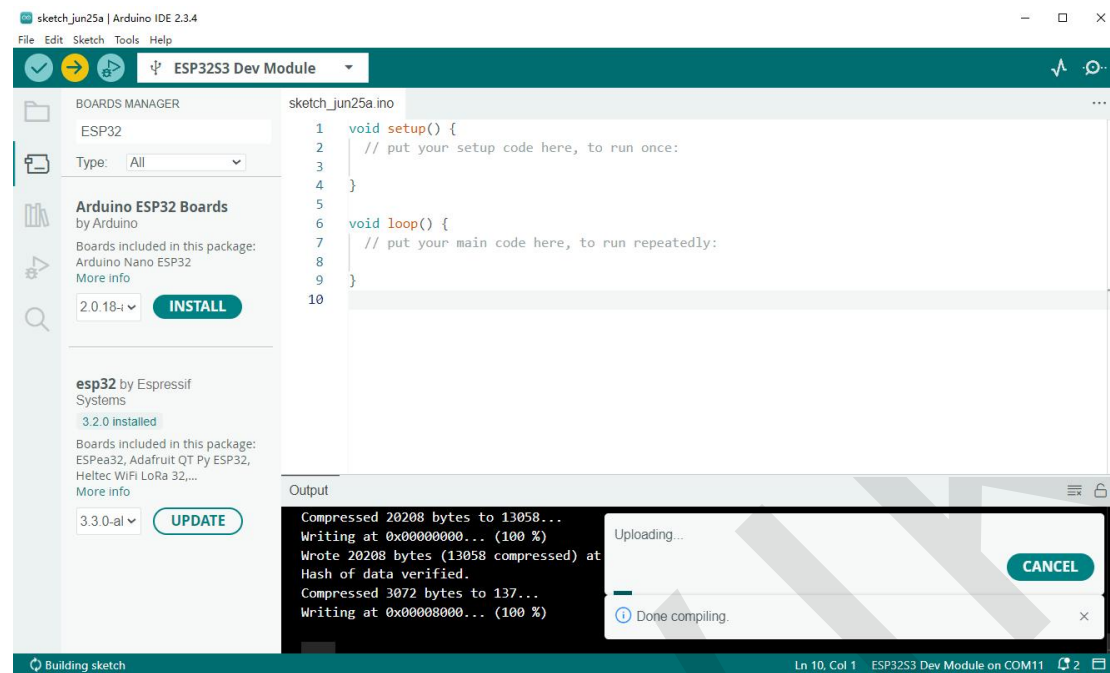 sketch_jun25a | Arduino IDE 2.3.4
File Edit Sketch Tools Help
ESP32S3 Dev Module
BOARDS MANAGER
ESP32
Type: All
Arduino ESP32 Boards
by Arduino
Boards included in this package:
Arduino Nano ESP32
More info
2.0.18-
INSTALL
esp32 by Espressif
Systems
3.2.0 installed
Boards included in this package:
ESPea32, Adafruit QT Py ESP32,
Heltec WiFi LoRa 32,...
More info
3.3.0-al
UPDATE
sketch_jun25a.ino
1 void setup() {
2 // put your setup code here, to run once:
3
4 }
5
6 void loop() {
7 // put your main code here, to run repeatedly:
8
9 }
10
Output
Compressed 20208 bytes to 13058...
Writing at 0x00000000... (100 %)
Wrote 20208 bytes (13058 compressed) at
Hash of data verified.
Compressed 3072 bytes to 137...
Writing at 0x00008000... (100 %)
Uploading...
CANCEL
Done compiling.
Building sketch
Ln 10, Col 1 ESP32S3 Dev Module on COM11 2